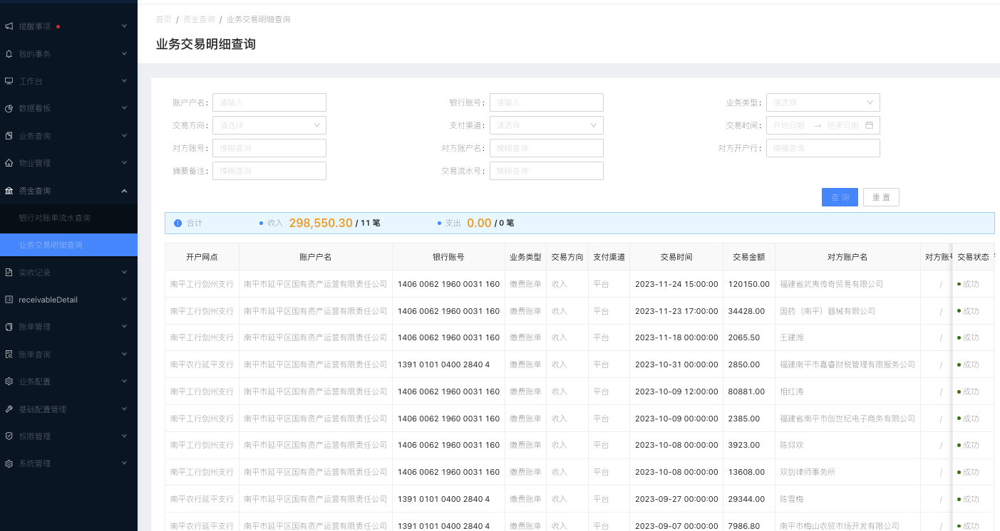 提醒事项
我的事务
工作台
数据看板
业务查询
物业管理
资金查询
银行对账单流水查询
业务交易明细查询
实收记录
receivableDetail
账单管理
账单查询
业务配置
基础配置管理
权限管理
系统管理
首页 / 资金查询 / 业务交易明细查询
业务交易明细查询
账户户名: 请输入 银行账号: 请输入 业务类型: 请选择
交易方向: 请选择 支付渠道: 请选择 交易时间: 开始日期 → 结束日期
对方账号: 模糊查询 对方账户名: 模糊查询 对方开户行: 模糊查询
摘要备注: 模糊查询 交易流水号: 模糊查询
查 询 重 置
合计 收入 298,550.30 / 11 笔 支出 0.00 / 0 笔
开户网点 账户户名 银行账号 业务类型 交易方向 支付渠道 交易时间 交易金额 对方账户名 对方账号 交易状态
南平工行剑州支行 南平市延平区国有资产运营有限责任公司 1406 0062 1960 0031 160 缴费账单 收入 平台 2023-11-24 15:00:00 120150.00 福建省武夷传奇贸易有限公司 / 成功
南平工行剑州支行 南平市延平区国有资产运营有限责任公司 1406 0062 1960 0031 160 缴费账单 收入 平台 2023-11-23 17:00:00 34428.00 国药（南平）器械有限公司 / 成功
南平工行剑州支行 南平市延平区国有资产运营有限责任公司 1406 0062 1960 0031 160 缴费账单 收入 平台 2023-11-18 00:00:00 2065.50 王建湘 / 成功
南平农行延平支行 南平市延平区国有资产运营有限责任公司 1391 0101 0400 2840 4 缴费账单 收入 平台 2023-10-31 00:00:00 2850.00 福建南平市嘉睿财税管理有限服务公司 / 成功
南平工行剑州支行 南平市延平区国有资产运营有限责任公司 1406 0062 1960 0031 160 缴费账单 收入 平台 2023-10-09 12:00:00 80881.00 相红涛 / 成功
南平工行剑州支行 南平市延平区国有资产运营有限责任公司 1406 0062 1960 0031 160 缴费账单 收入 平台 2023-10-09 00:00:00 2385.00 福建省南平市创世纪电子商务有限公司 / 成功
南平工行剑州支行 南平市延平区国有资产运营有限责任公司 1406 0062 1960 0031 160 缴费账单 收入 平台 2023-10-08 00:00:00 3923.00 陈仰欢 / 成功
南平工行剑州支行 南平市延平区国有资产运营有限责任公司 1406 0062 1960 0031 160 缴费账单 收入 平台 2023-10-08 00:00:00 13608.00 双剑律师事务所 / 成功
南平农行延平支行 南平市延平区国有资产运营有限责任公司 1391 0101 0400 2840 4 缴费账单 收入 平台 2023-09-27 00:00:00 29344.00 陈雪梅 / 成功
南平农行延平支行 南平市延平区国有资产运营有限责任公司 1391 0101 0400 2840 4 缴费账单 收入 平台 2023-09-07 00:00:00 7986.80 南平市梅山农贸市场开发有限公司 / 成功